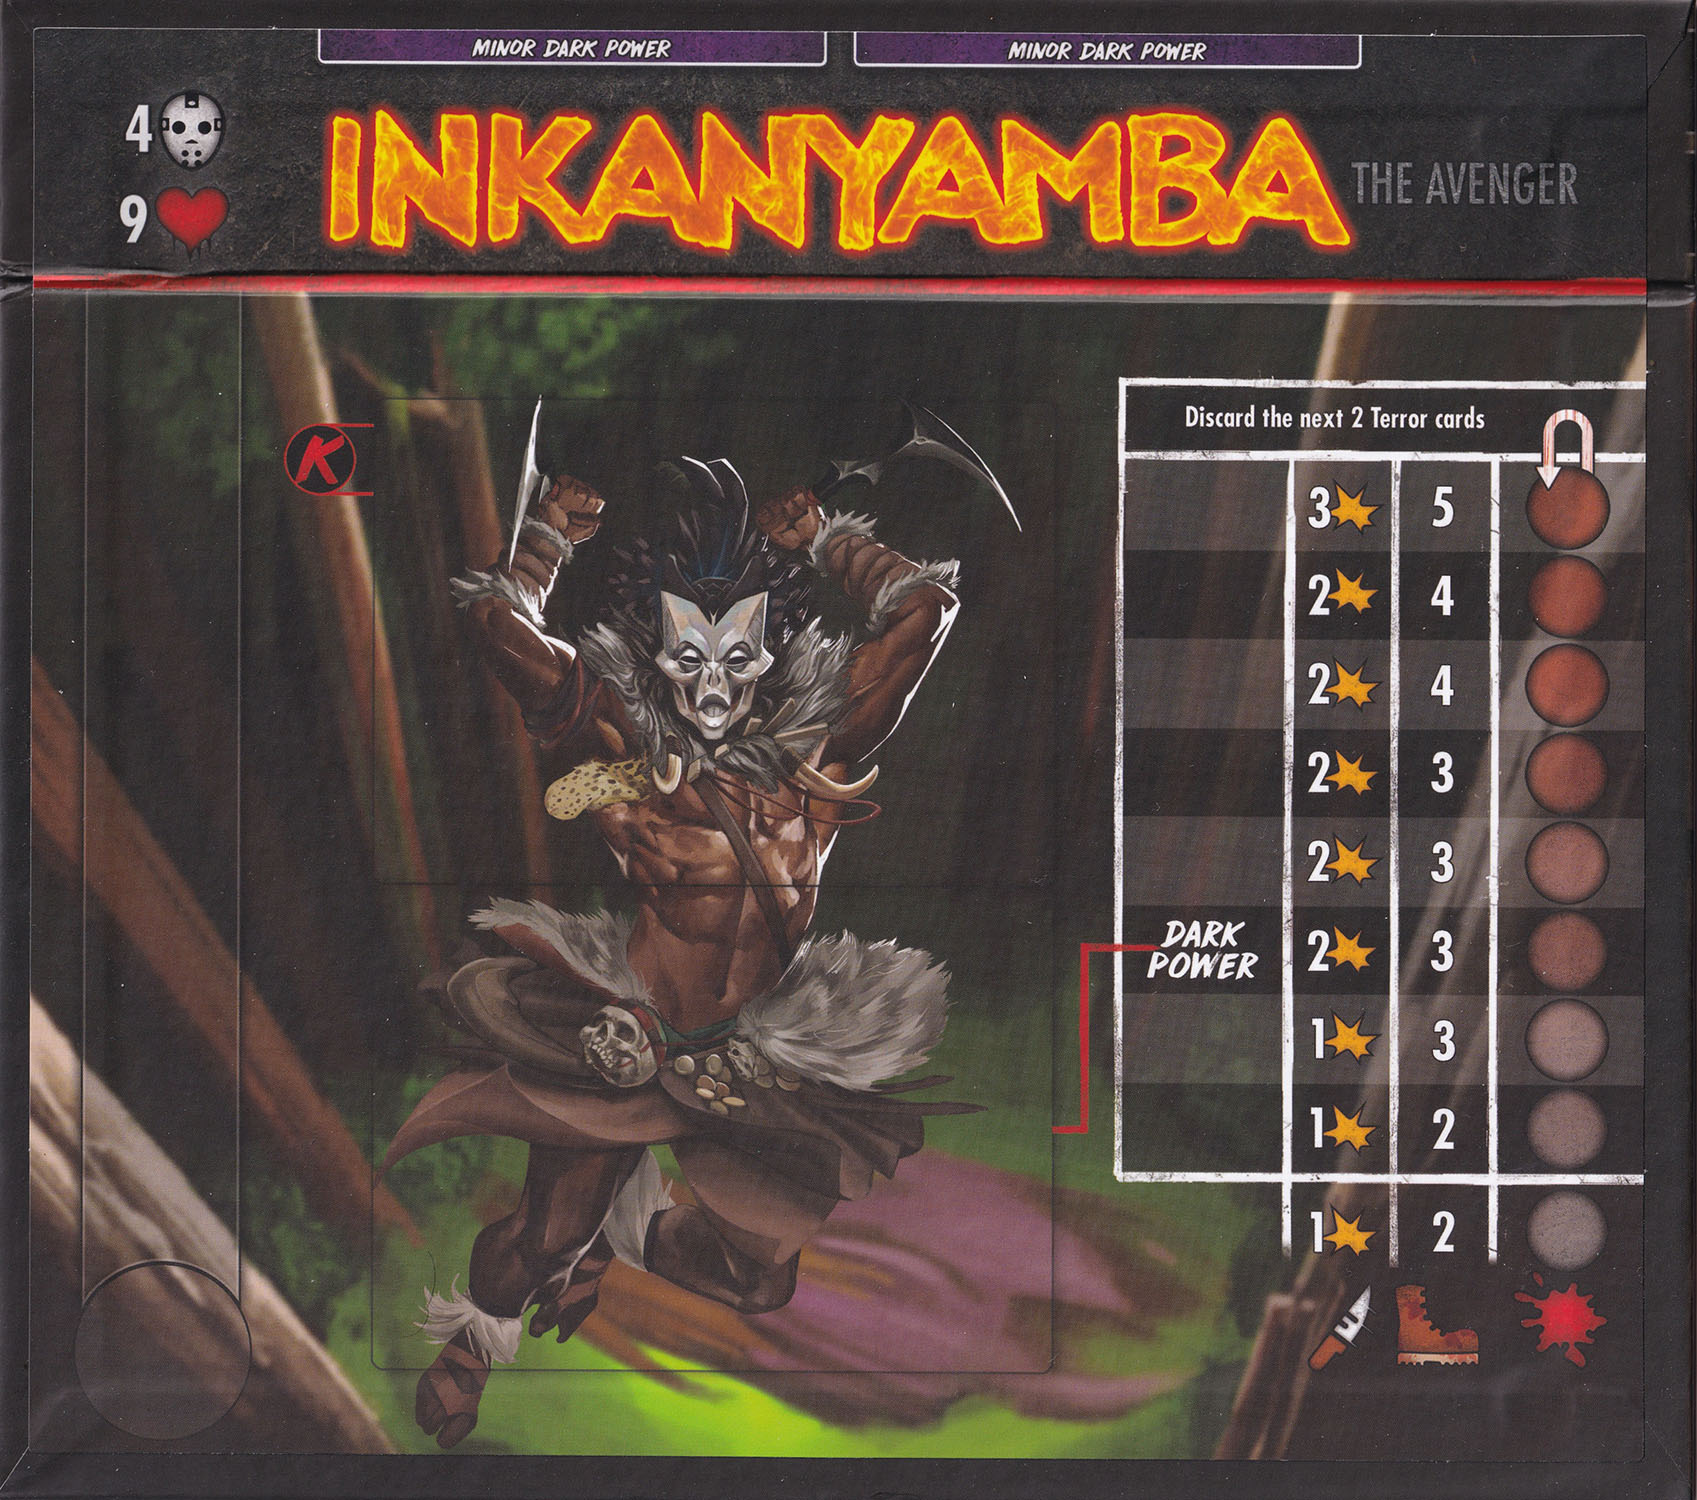 MINOR DARK POWER
MINOR DARK POWER
4
9
INKANYAMBA
THE AVENGER
K
Discard the next 2 Terror cards
3 5
2 4
2 4
2 3
2 3
DARK
POWER
2 3
1 3
1 2
1 2